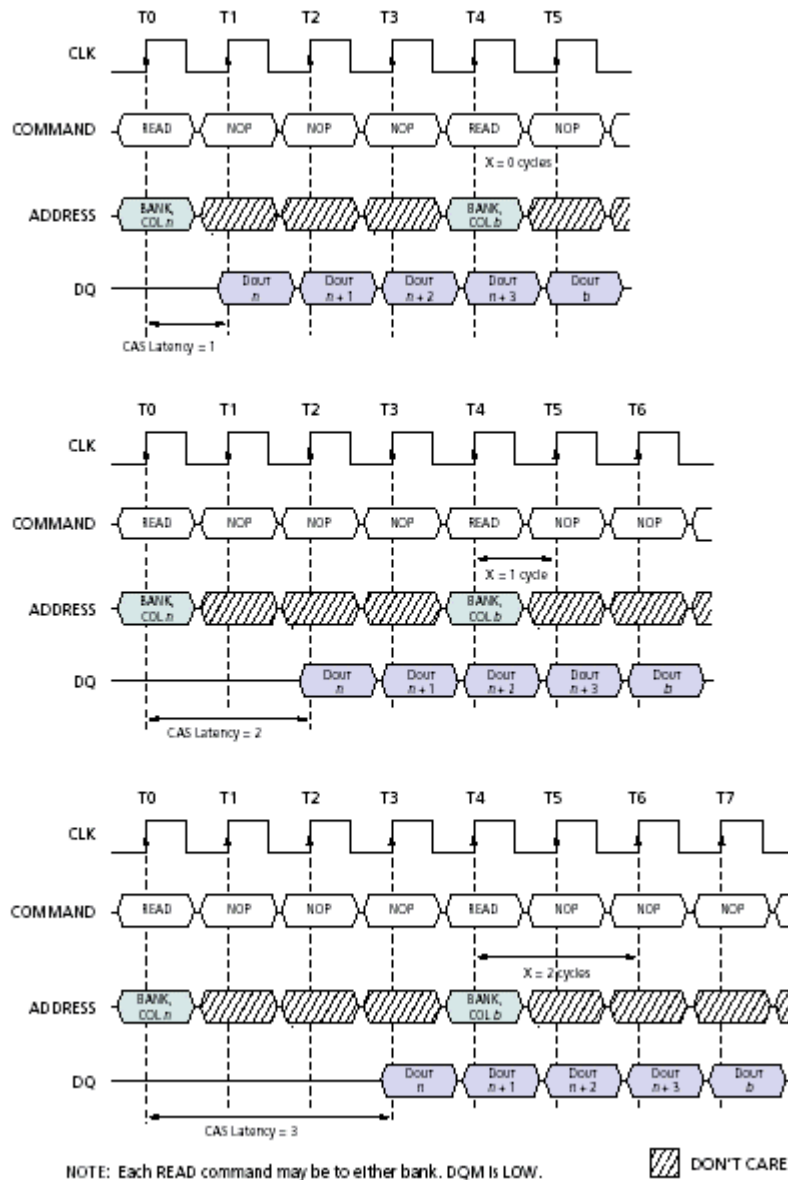 T0 T1 T2 T3 T4 T5
CLK
COMMAND READ NOP NOP NOP READ NOP
X = 0 cycles
ADDRESS BANK, COL n BANK, COL b
DQ DOUT n DOUT n + 1 DOUT n + 2 DOUT n + 3 DOUT b
CAS Latency = 1
T0 T1 T2 T3 T4 T5 T6
CLK
COMMAND READ NOP NOP NOP READ NOP NOP
X = 1 cycle
ADDRESS BANK, COL n BANK, COL b
DQ DOUT n DOUT n + 1 DOUT n + 2 DOUT n + 3 DOUT b
CAS Latency = 2
T0 T1 T2 T3 T4 T5 T6 T7
CLK
COMMAND READ NOP NOP NOP READ NOP NOP NOP
X = 2 cycles
ADDRESS BANK, COL n BANK, COL b
DQ DOUT n DOUT n + 1 DOUT n + 2 DOUT n + 3 DOUT b
CAS Latency = 3
NOTE: Each READ command may be to either bank. DQM is LOW.
DON'T CARE